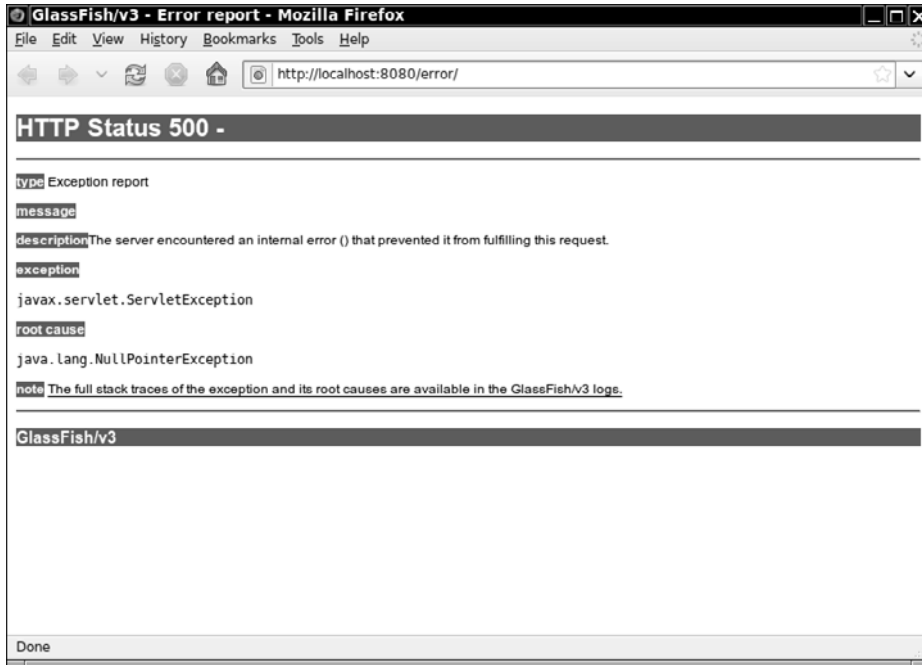 GlassFish/v3 - Error report - Mozilla Firefox
File Edit View History Bookmarks Tools Help
http://localhost:8080/error/
HTTP Status 500 -
type Exception report
message
descriptionThe server encountered an internal error () that prevented it from fulfilling this request.
exception
javax.servlet.ServletException
root cause
java.lang.NullPointerException
note The full stack traces of the exception and its root causes are available in the GlassFish/v3 logs.
GlassFish/v3
Done